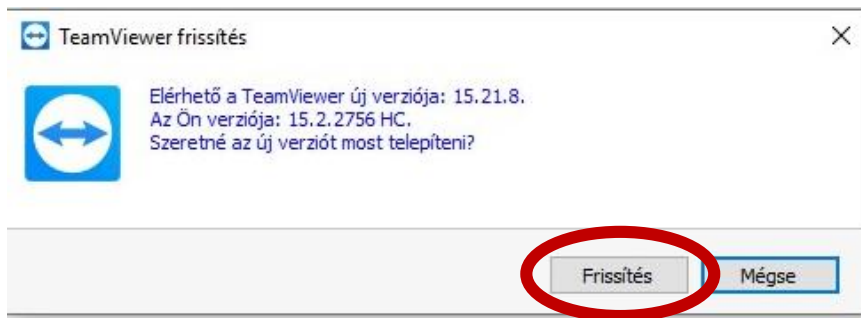 TeamViewer frissítés
Elérhető a TeamViewer új verziója: 15.21.8.
Az Ön verziója: 15.2.2756 HC.
Szeretné az új verziót most telepíteni?
Frissítés Mégse